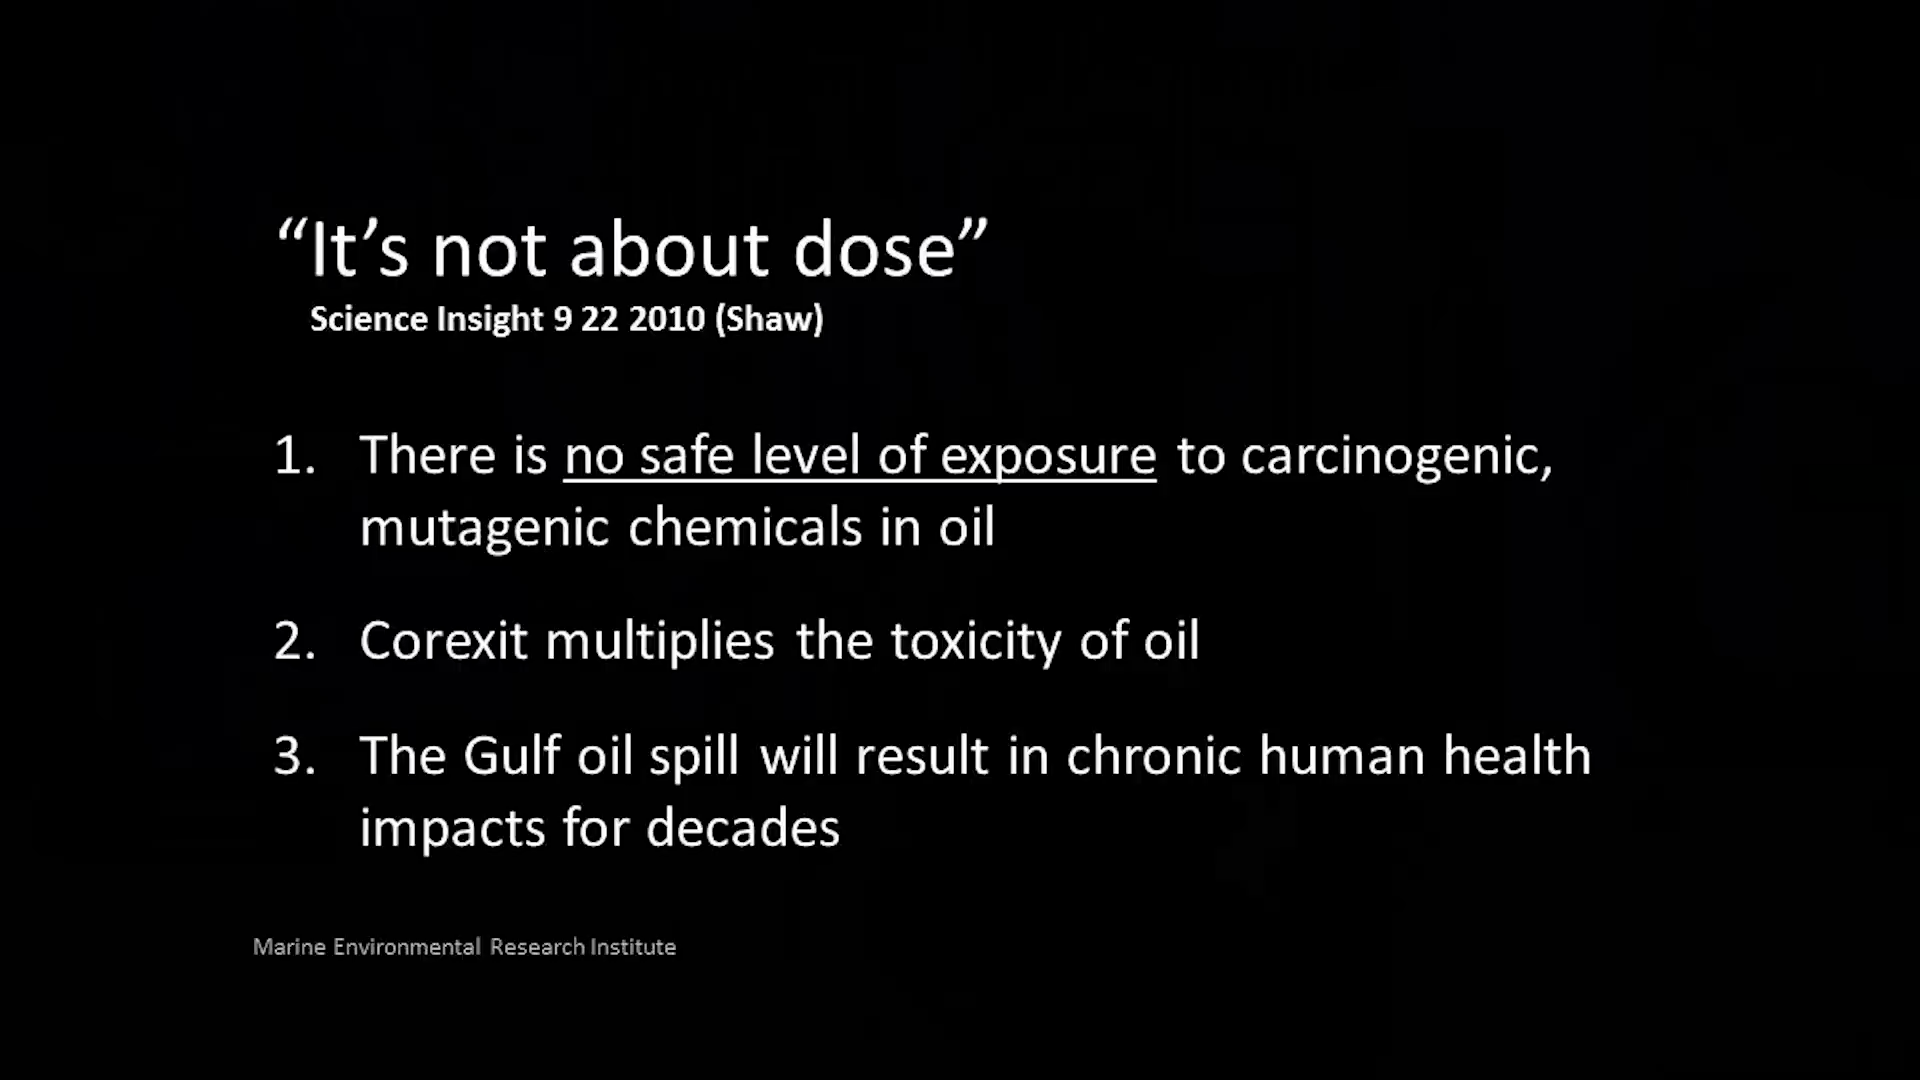 “It’s not about dose”
Science Insight 9 22 2010 (Shaw)
1. There is no safe level of exposure to carcinogenic,
mutagenic chemicals in oil
2. Corexit multiplies the toxicity of oil
3. The Gulf oil spill will result in chronic human health
impacts for decades
Marine Environmental Research Institute